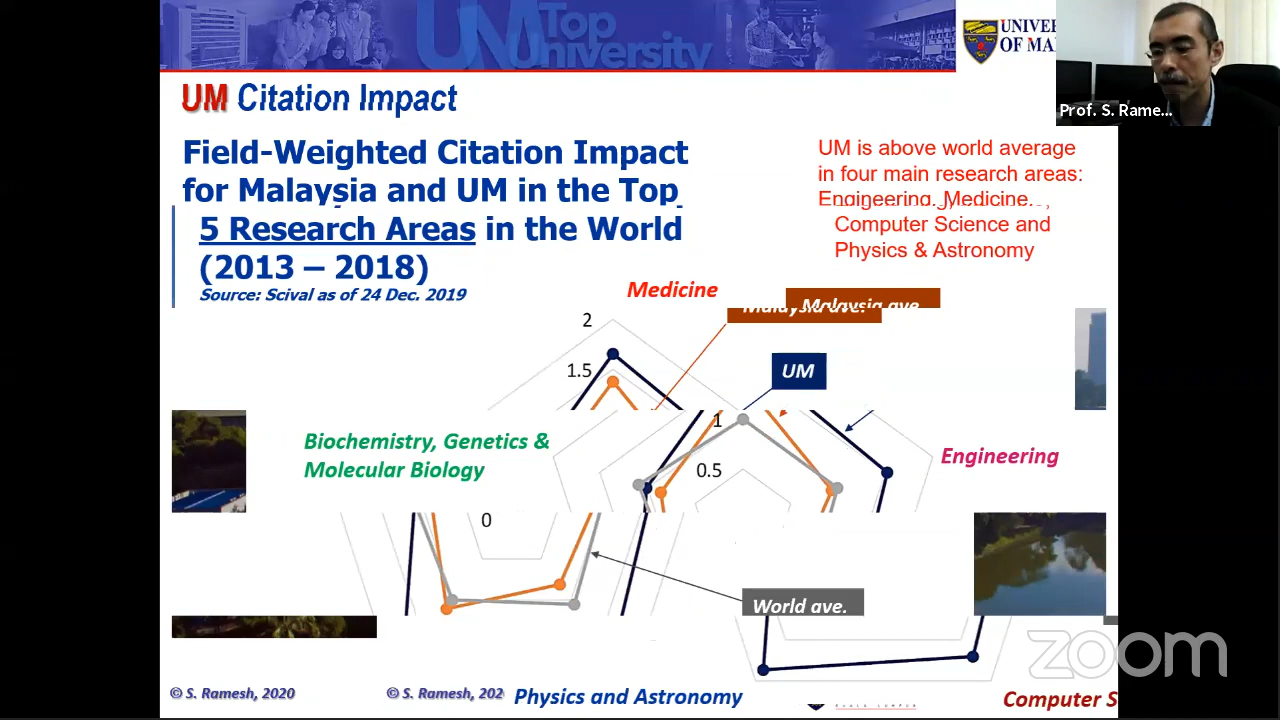 UM Top University
UNIVER
OF MA
Prof. S. Rame...
UM Citation Impact
Field-Weighted Citation Impact
for Malaysia and UM in the Top
5 Research Areas in the World
(2013 – 2018)
Source: Scival as of 24 Dec. 2019
UM is above world average
in four main research areas:
Engineering, Medicine,
Computer Science and
Physics & Astronomy
Medicine
Malaysia ave.
Malaysia ave.
2
1.5
UM
1
0.5
0
Biochemistry, Genetics &
Molecular Biology
Engineering
World ave.
zoom
© S. Ramesh, 2020
© S. Ramesh, 202
Physics and Astronomy
KUALA LUMPUR
Computer S